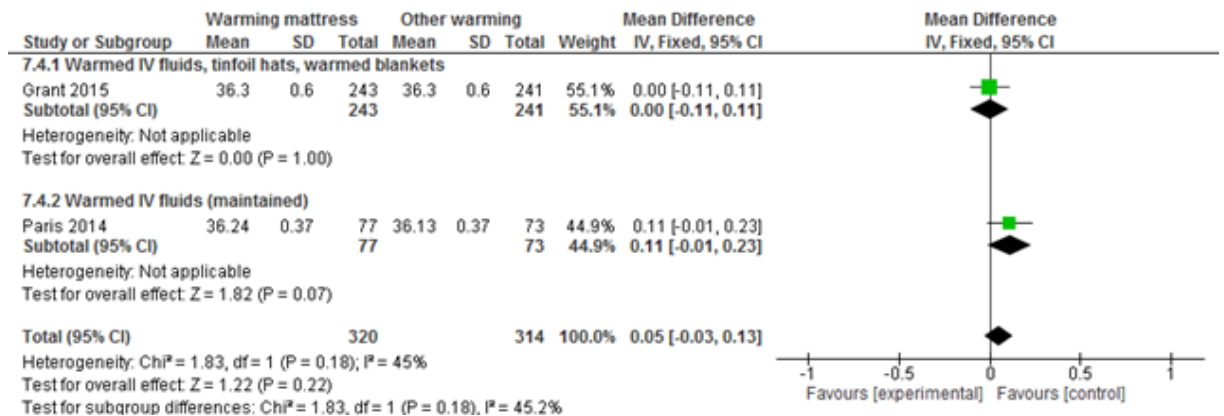 Warming mattress Other warming Mean Difference Mean Difference
Study or Subgroup Mean SD Total Mean SD Total Weight IV, Fixed, 95% CI IV, Fixed, 95% CI
7.4.1 Warmed IV fluids, tinfoil hats, warmed blankets
Grant 2015 36.3 0.6 243 36.3 0.6 241 55.1% 0.00 [-0.11, 0.11]
Subtotal (95% CI) 243 241 55.1% 0.00 [-0.11, 0.11]
Heterogeneity: Not applicable
Test for overall effect: Z = 0.00 (P = 1.00)
7.4.2 Warmed IV fluids (maintained)
Paris 2014 36.24 0.37 77 36.13 0.37 73 44.9% 0.11 [-0.01, 0.23]
Subtotal (95% CI) 77 73 44.9% 0.11 [-0.01, 0.23]
Heterogeneity: Not applicable
Test for overall effect: Z = 1.82 (P = 0.07)
Total (95% CI) 320 314 100.0% 0.05 [-0.03, 0.13]
Heterogeneity: Chi² = 1.83, df = 1 (P = 0.18); I² = 45%
Test for overall effect: Z = 1.22 (P = 0.22)
Test for subgroup differences: Chi² = 1.83, df = 1 (P = 0.18), I² = 45.2%
-1 -0.5 0 0.5 1
Favours [experimental] Favours [control]